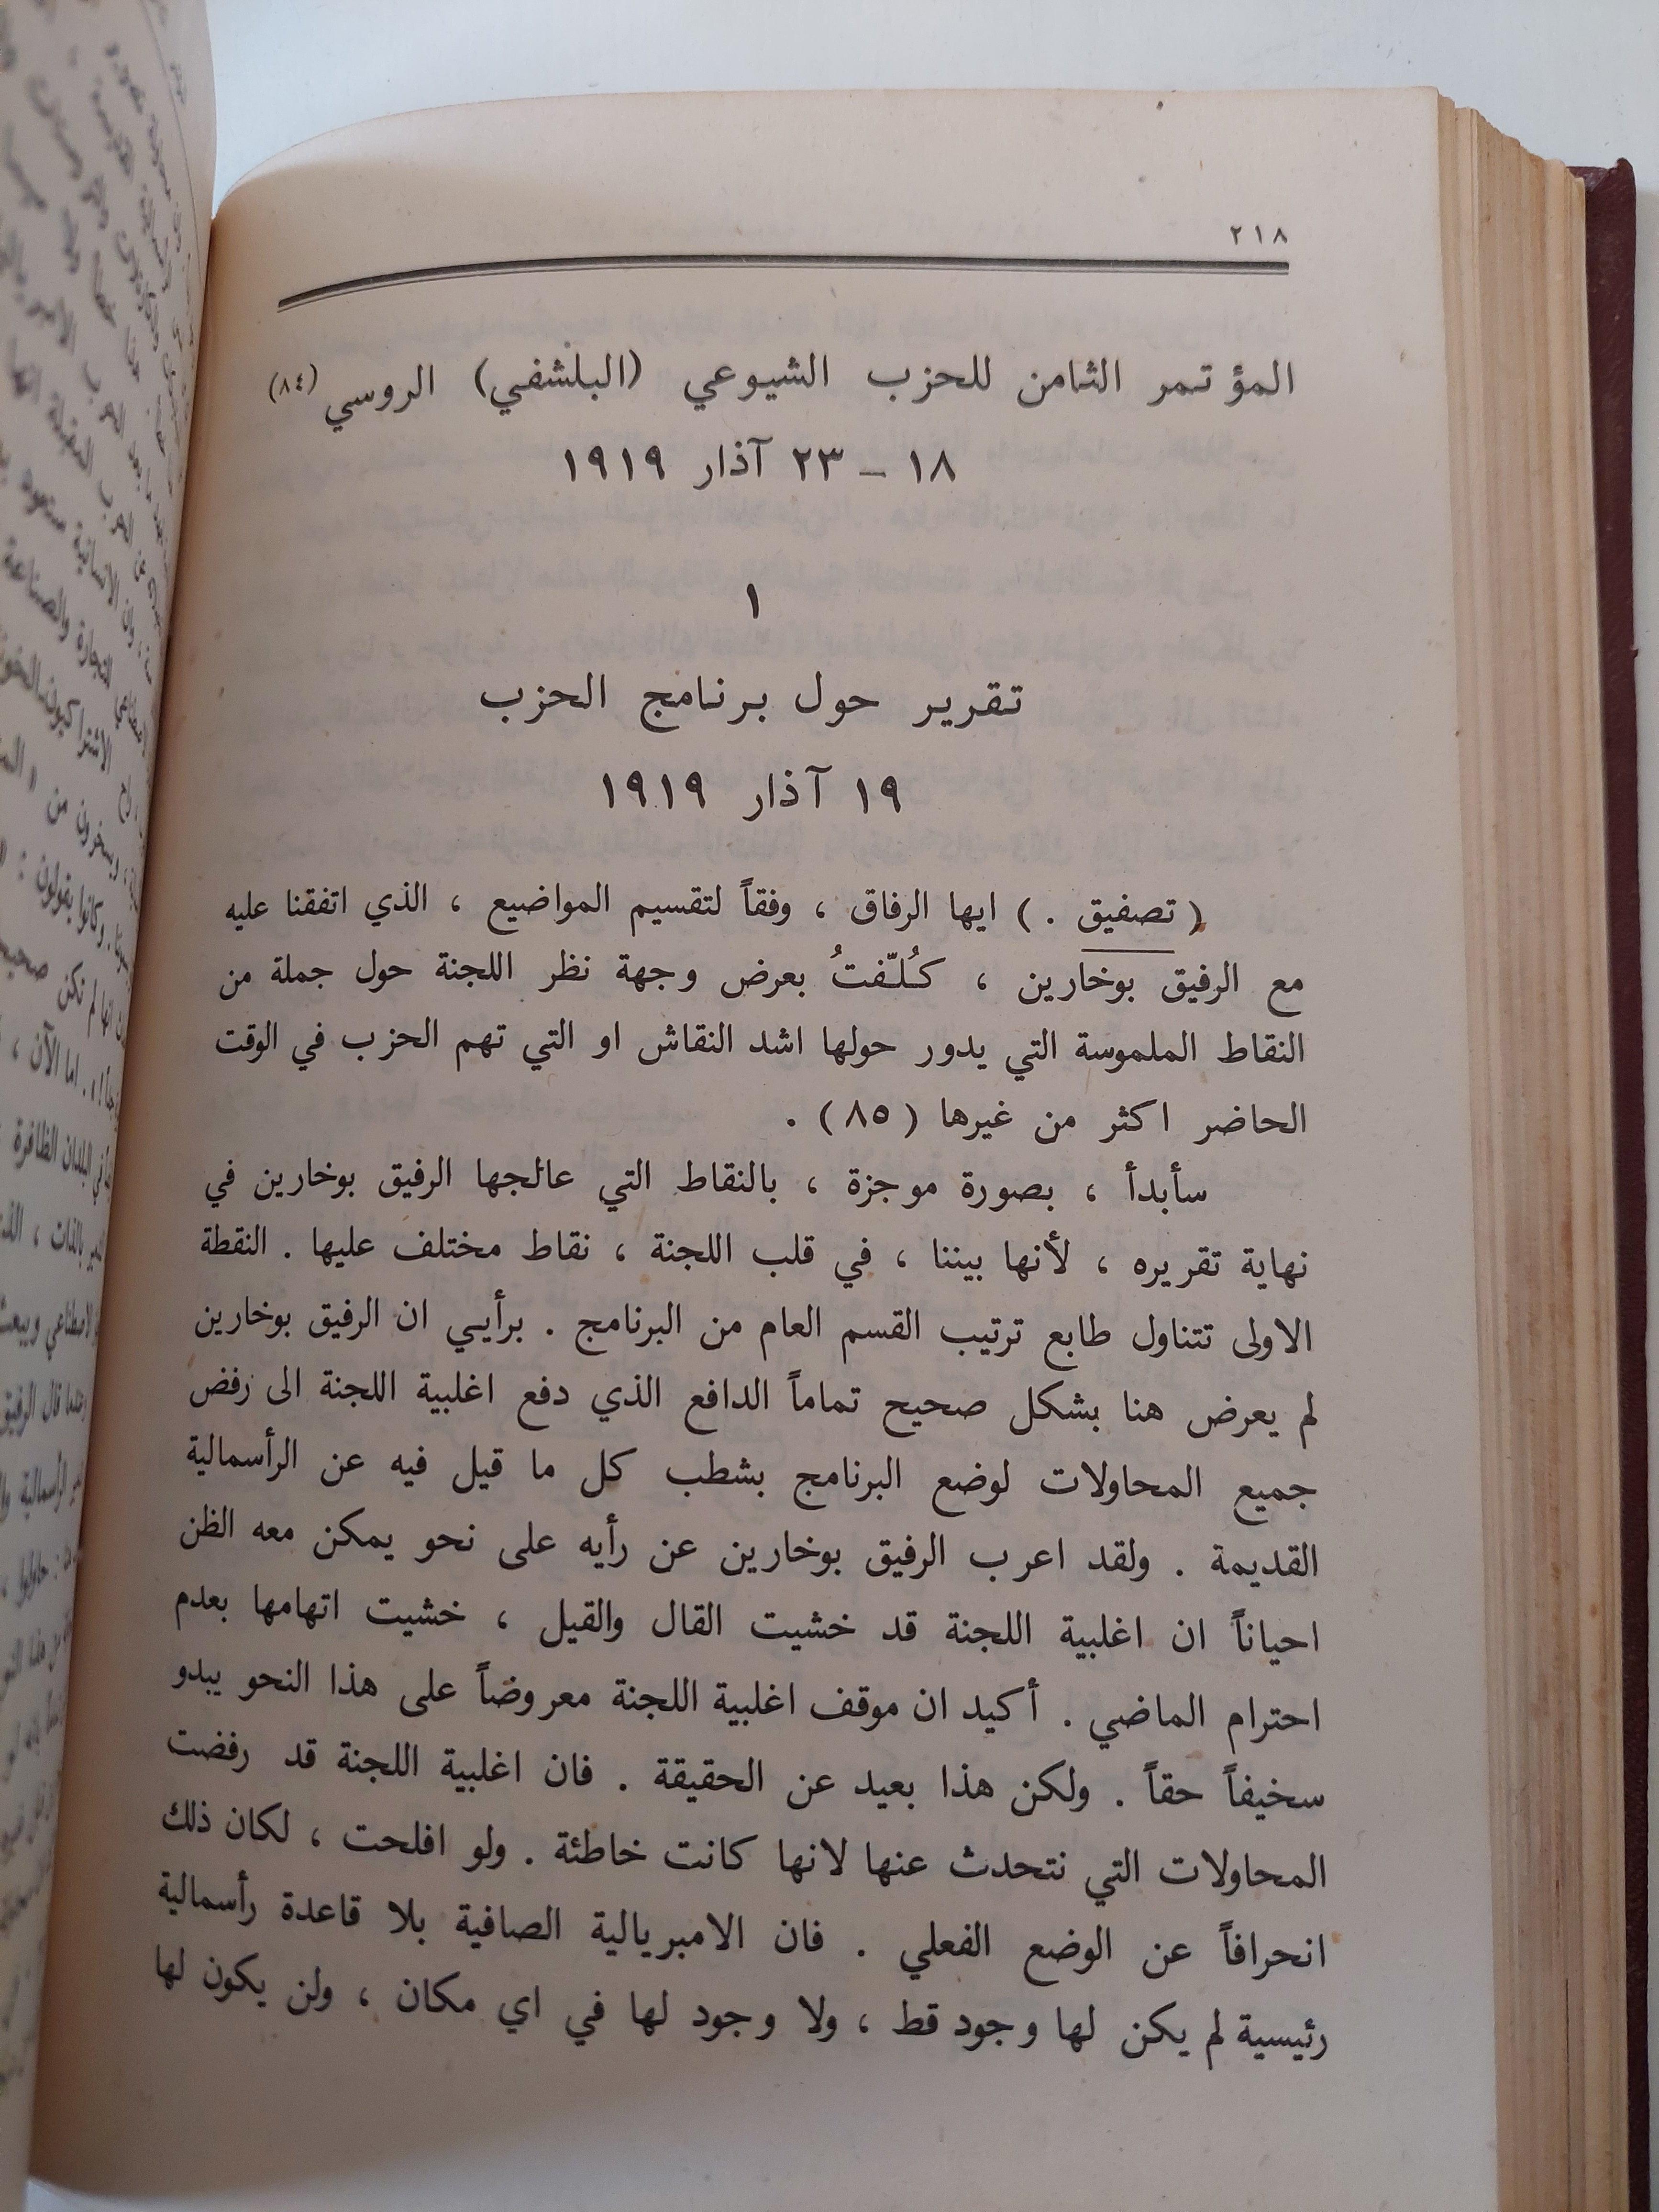 ٢١٨
المؤتمر الثامن للحزب الشيوعي (البلشفي) الروسي (٨٤)
١٨ – ٢٣ آذار ١٩١٩
١
تقرير حول برنامج الحزب
١٩ آذار ١٩١٩
( تصفيق . ) ايها الرفاق ، وفقاً لتقسيم المواضيع ، الذي اتفقنا عليه
مع الرفيق بوخارين ، كُلّفتُ بعرض وجهة نظر اللجنة حول جملة من
النقاط الملموسة التي يدور حولها اشد النقاش او التي تهم الحزب في الوقت
الحاضر اكثر من غيرها ( ٨٥ ) .
سأبدأ ، بصورة موجزة ، بالنقاط التي عالجها الرفيق بوخارين في
نهاية تقريره ، لأنها بيننا ، في قلب اللجنة ، نقاط مختلف عليها . النقطة
الاولى تتناول طابع ترتيب القسم العام من البرنامج . برأيي ان الرفيق بوخارين
لم يعرض هنا بشكل صحيح تماماً الدافع الذي دفع اغلبية اللجنة الى رفض
جميع المحاولات لوضع البرنامج بشطب كل ما قيل فيه عن الرأسمالية
القديمة . ولقد اعرب الرفيق بوخارين عن رأيه على نحو يمكن معه الظن
احياناً ان اغلبية اللجنة قد خشيت القال والقيل ، خشيت اتهامها بعدم
احترام الماضي . أكيد ان موقف اغلبية اللجنة معروضاً على هذا النحو يبدو
سخيفاً حقاً . ولكن هذا بعيد عن الحقيقة . فان اغلبية اللجنة قد رفضت
المحاولات التي نتحدث عنها لانها كانت خاطئة . ولو افلحت ، لكان ذلك
انحرافاً عن الوضع الفعلي . فان الامبريالية الصافية بلا قاعدة رأسمالية
رئيسية لم يكن لها وجود قط ، ولا وجود لها في اي مكان ، ولن يكون لها